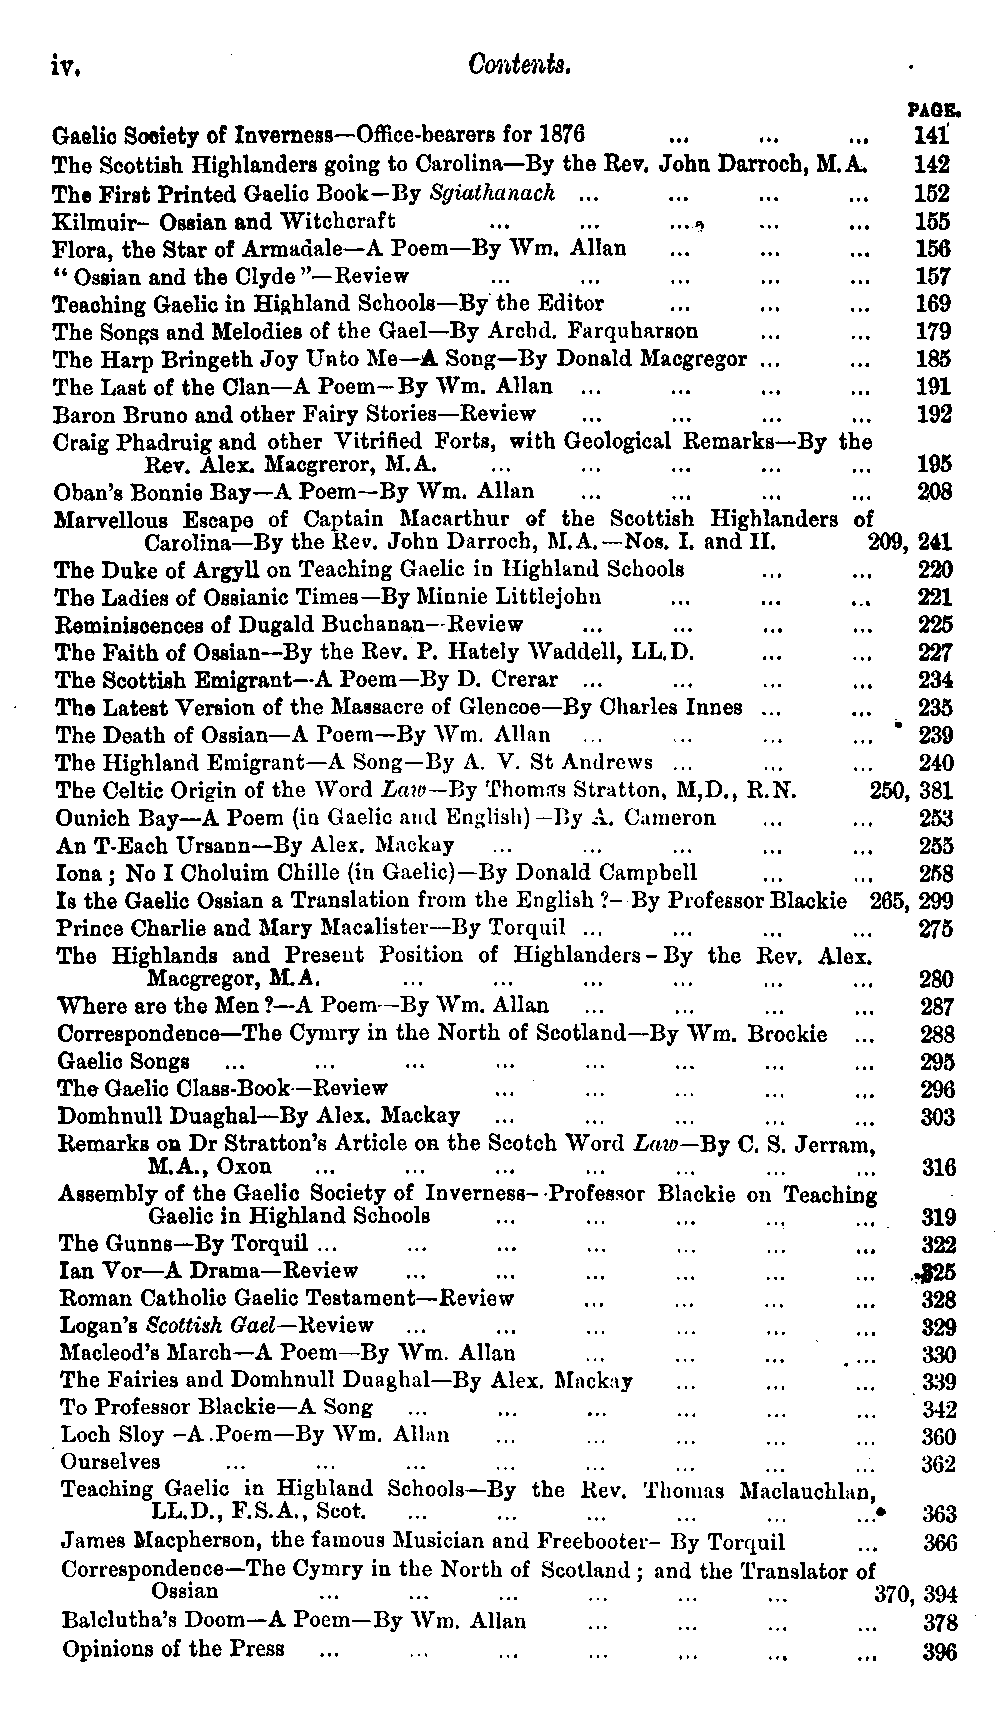 iv. Contents.
PAGE.
Gaelic Society of Inverness—Office-bearers for 1876 ... ... ... 141
The Scottish Highlanders going to Carolina—By the Rev. John Darroch, M.A. 142
The First Printed Gaelic Book—By Sgiathanach ... ... ... ... 152
Kilmuir—Ossian and Witchcraft ... ... ... ... ... 155
Flora, the Star of Armadale—A Poem—By Wm. Allan ... ... ... 156
“ Ossian and the Clyde ”—Review ... ... ... ... ... 157
Teaching Gaelic in Highland Schools—By the Editor ... ... ... 169
The Songs and Melodies of the Gael—By Archd. Farquharson ... ... 179
The Harp Bringeth Joy Unto Me—A Song—By Donald Macgregor ... ... 185
The Last of the Clan—A Poem—By Wm. Allan ... ... ... ... 191
Baron Bruno and other Fairy Stories—Review ... ... ... ... 192
Craig Phadruig and other Vitrified Forts, with Geological Remarks—By the
Rev. Alex. Macgreror, M.A. ... ... ... ... ... 195
Oban's Bonnie Bay—A Poem—By Wm. Allan ... ... ... ... 208
Marvellous Escape of Captain Macarthur of the Scottish Highlanders of
Carolina—By the Rev. John Darroch, M.A.—Nos. I. and II. 209, 241
The Duke of Argyll on Teaching Gaelic in Highland Schools ... ... 220
The Ladies of Ossianic Times—By Minnie Littlejohn ... ... ... 221
Reminiscences of Dugald Buchanan—Review ... ... ... ... 225
The Faith of Ossian—By the Rev. P. Hately Waddell, LL.D. ... ... 227
The Scottish Emigrant—A Poem—By D. Crerar ... ... ... ... 234
The Latest Version of the Massacre of Glencoe—By Charles Innes ... ... 235
The Death of Ossian—A Poem—By Wm. Allan ... ... ... ... 239
The Highland Emigrant—A Song—By A. V. St Andrews ... ... ... 240
The Celtic Origin of the Word Law—By Thomas Stratton, M,D., R.N. 250, 381
Ounich Bay—A Poem (in Gaelic and English)—By A. Cameron ... ... 253
An T-Each Ursann—By Alex. Mackay ... ... ... ... ... 255
Iona ; No I Choluim Chille (in Gaelic)—By Donald Campbell ... ... 258
Is the Gaelic Ossian a Translation from the English ?—By Professor Blackie 265, 299
Prince Charlie and Mary Macalister—By Torquil ... ... ... ... 275
The Highlands and Present Position of Highlanders—By the Rev. Alex.
Macgregor, M.A. ... ... ... ... ... ... 280
Where are the Men ?—A Poem—By Wm. Allan ... ... ... ... 287
Correspondence—The Cymry in the North of Scotland—By Wm. Brockie ... 288
Gaelic Songs ... ... ... ... ... ... ... ... 295
The Gaelic Class-Book—Review ... ... ... ... ... 296
Domhnull Duaghal—By Alex. Mackay ... ... ... ... ... 303
Remarks on Dr Stratton's Article on the Scotch Word Law—By C. S. Jerram,
M.A., Oxon ... ... ... ... ... ... ... 316
Assembly of the Gaelic Society of Inverness—Professor Blackie on Teaching
Gaelic in Highland Schools ... ... ... ... ... 319
The Gunns—By Torquil ... ... ... ... ... ... ... 322
Ian Vor—A Drama—Review ... ... ... ... ... ... 325
Roman Catholic Gaelic Testament—Review ... ... ... ... 328
Logan's Scottish Gael—Review ... ... ... ... ... ... 329
Macleod's March—A Poem—By Wm. Allan ... ... ... ... 330
The Fairies and Domhnull Duaghal—By Alex. Mackay ... ... ... 339
To Professor Blackie—A Song ... ... ... ... ... ... 342
Loch Sloy —A Poem—By Wm. Allan ... ... ... ... ... 360
Ourselves ... ... ... ... ... ... ... ... 362
Teaching Gaelic in Highland Schools—By the Rev. Thomas Maclauchlan,
LL.D., F.S.A., Scot. ... ... ... ... ... ... 363
James Macpherson, the famous Musician and Freebooter—By Torquil ... 366
Correspondence—The Cymry in the North of Scotland ; and the Translator of
Ossian ... ... ... ... ... ... 370, 394
Balclutha's Doom—A Poem—By Wm. Allan ... ... ... ... 378
Opinions of the Press ... ... ... ... ... ... ... 396